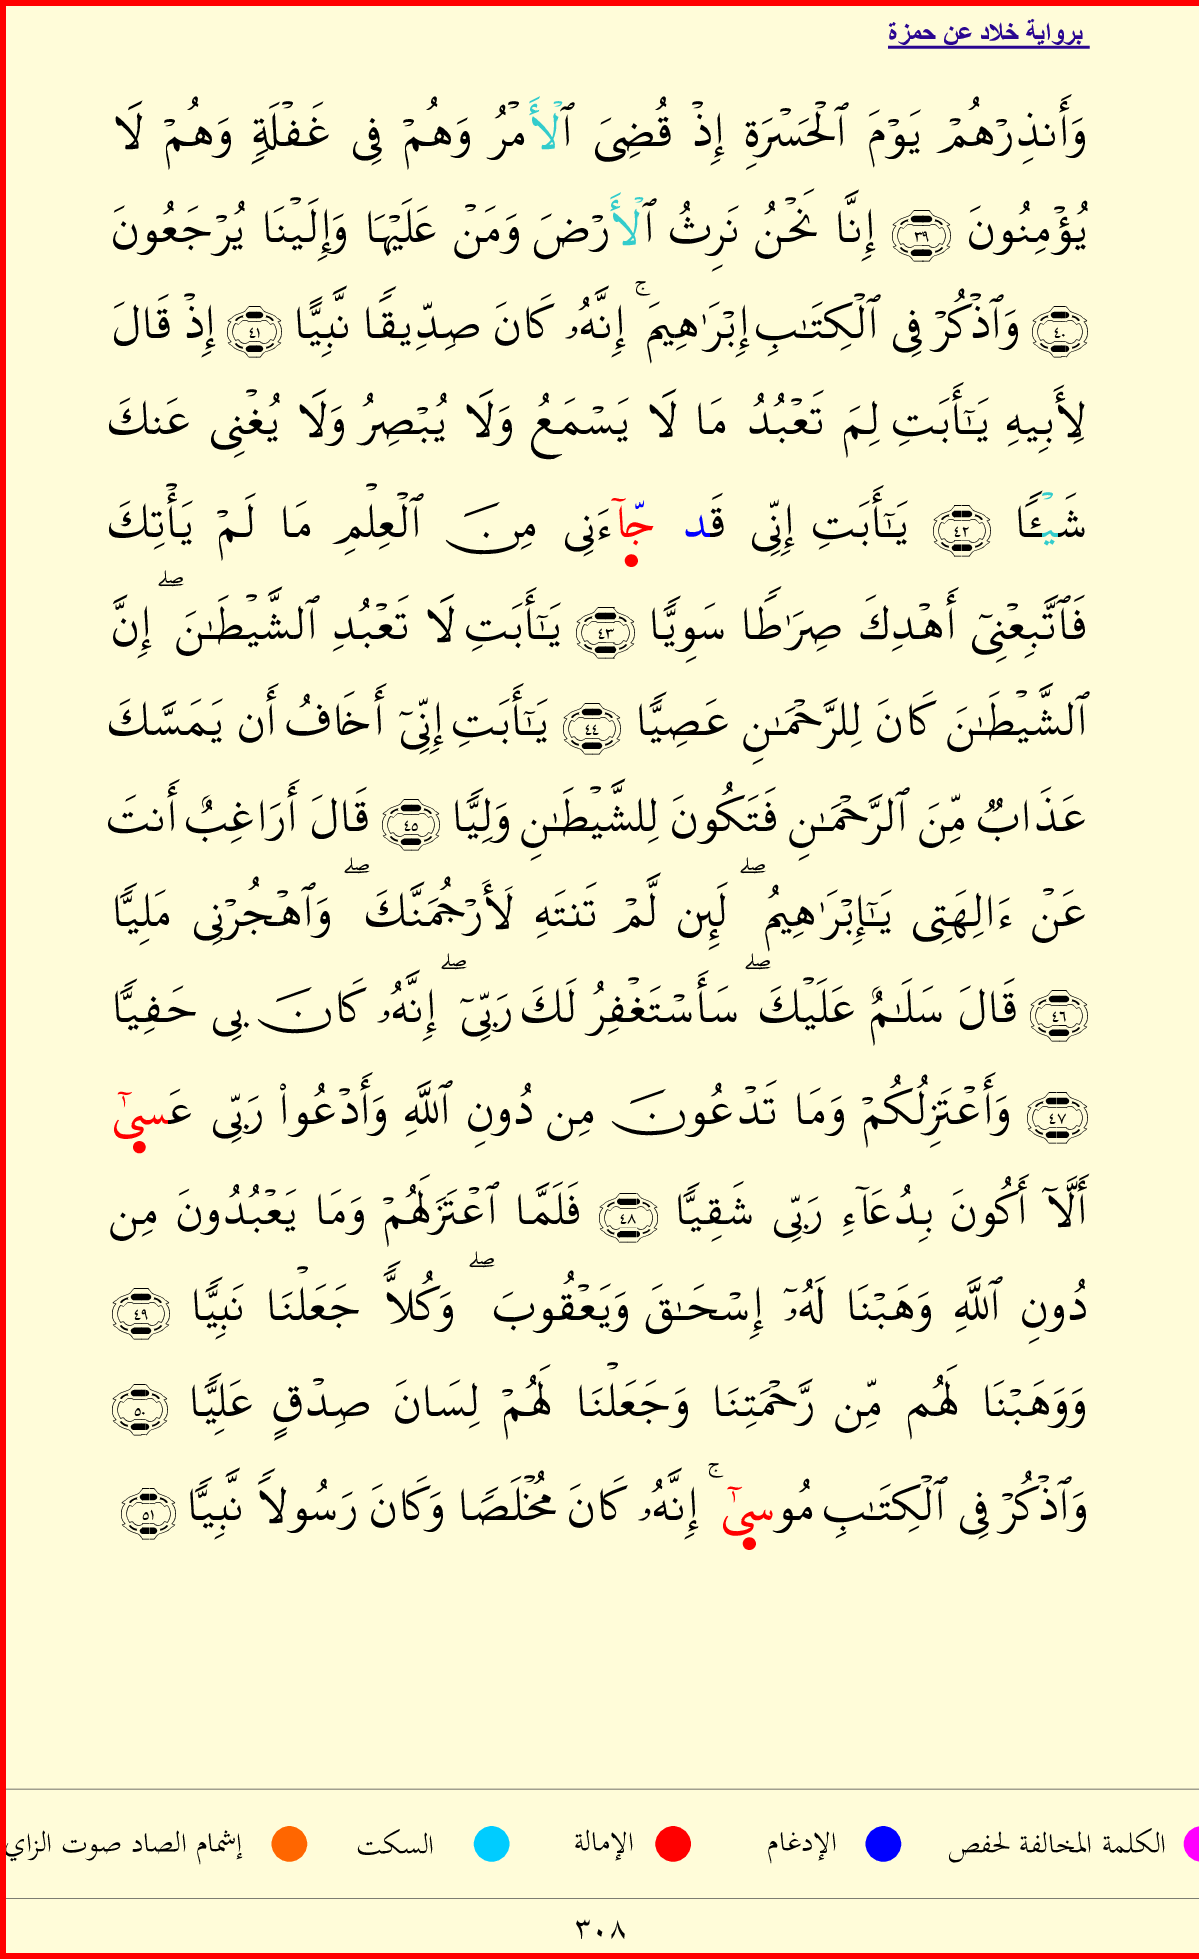 برواية خلاد عن حمزة
وَأَنذِرْهُمْ يَوْمَ ٱلْحَسْرَةِ إِذْ قُضِىَ ٱلْأَمْرُ وَهُمْ فِى غَفْلَةٍ وَهُمْ لَا
يُؤْمِنُونَ ٣٩ إِنَّا نَحْنُ نَرِثُ ٱلْأَرْضَ وَمَنْ عَلَيْهَا وَإِلَيْنَا يُرْجَعُونَ
٤٠ وَٱذْكُرْ فِى ٱلْكِتَـٰبِ إِبْرَٰهِيمَ ۚ إِنَّهُۥ كَانَ صِدِّيقًا نَّبِيًّا ٤١ إِذْ قَالَ
لِأَبِيهِ يَـٰٓأَبَتِ لِمَ تَعْبُدُ مَا لَا يَسْمَعُ وَلَا يُبْصِرُ وَلَا يُغْنِى عَنكَ
شَيْـًٔا ٤٢ يَـٰٓأَبَتِ إِنِّى قَد جَّآءَنِى مِنَ ٱلْعِلْمِ مَا لَمْ يَأْتِكَ
فَٱتَّبِعْنِىٓ أَهْدِكَ صِرَٰطًا سَوِيًّا ٤٣ يَـٰٓأَبَتِ لَا تَعْبُدِ ٱلشَّيْطَـٰنَ ۖ إِنَّ
ٱلشَّيْطَـٰنَ كَانَ لِلرَّحْمَـٰنِ عَصِيًّا ٤٤ يَـٰٓأَبَتِ إِنِّىٓ أَخَافُ أَن يَمَسَّكَ
عَذَابٌ مِّنَ ٱلرَّحْمَـٰنِ فَتَكُونَ لِلشَّيْطَـٰنِ وَلِيًّا ٤٥ قَالَ أَرَاغِبٌ أَنتَ
عَنْ ءَالِهَتِى يَـٰٓإِبْرَٰهِيمُ ۖ لَئِن لَّمْ تَنتَهِ لَأَرْجُمَنَّكَ ۖ وَٱهْجُرْنِى مَلِيًّا
٤٦ قَالَ سَلَـٰمٌ عَلَيْكَ ۖ سَأَسْتَغْفِرُ لَكَ رَبِّىٓ ۖ إِنَّهُۥ كَانَ بِى حَفِيًّا
٤٧ وَأَعْتَزِلُكُمْ وَمَا تَدْعُونَ مِن دُونِ ٱللَّهِ وَأَدْعُوا۟ رَبِّى عَسىٰٓ
أَلَّآ أَكُونَ بِدُعَآءِ رَبِّى شَقِيًّا ٤٨ فَلَمَّا ٱعْتَزَلَهُمْ وَمَا يَعْبُدُونَ مِن
دُونِ ٱللَّهِ وَهَبْنَا لَهُۥٓ إِسْحَـٰقَ وَيَعْقُوبَ ۖ وَكُلاًّ جَعَلْنَا نَبِيًّا ٤٩
وَوَهَبْنَا لَهُم مِّن رَّحْمَتِنَا وَجَعَلْنَا لَهُمْ لِسَانَ صِدْقٍ عَلِيًّا ٥٠
وَٱذْكُرْ فِى ٱلْكِتَـٰبِ مُوسىٰٓ ۚ إِنَّهُۥ كَانَ مُخْلَصًا وَكَانَ رَسُولاً نَّبِيًّا ٥١
الكلمة المخالفة لحفص الإدغام الإمالة السكت إشمام الصاد صوت الزاي
٣٠٨